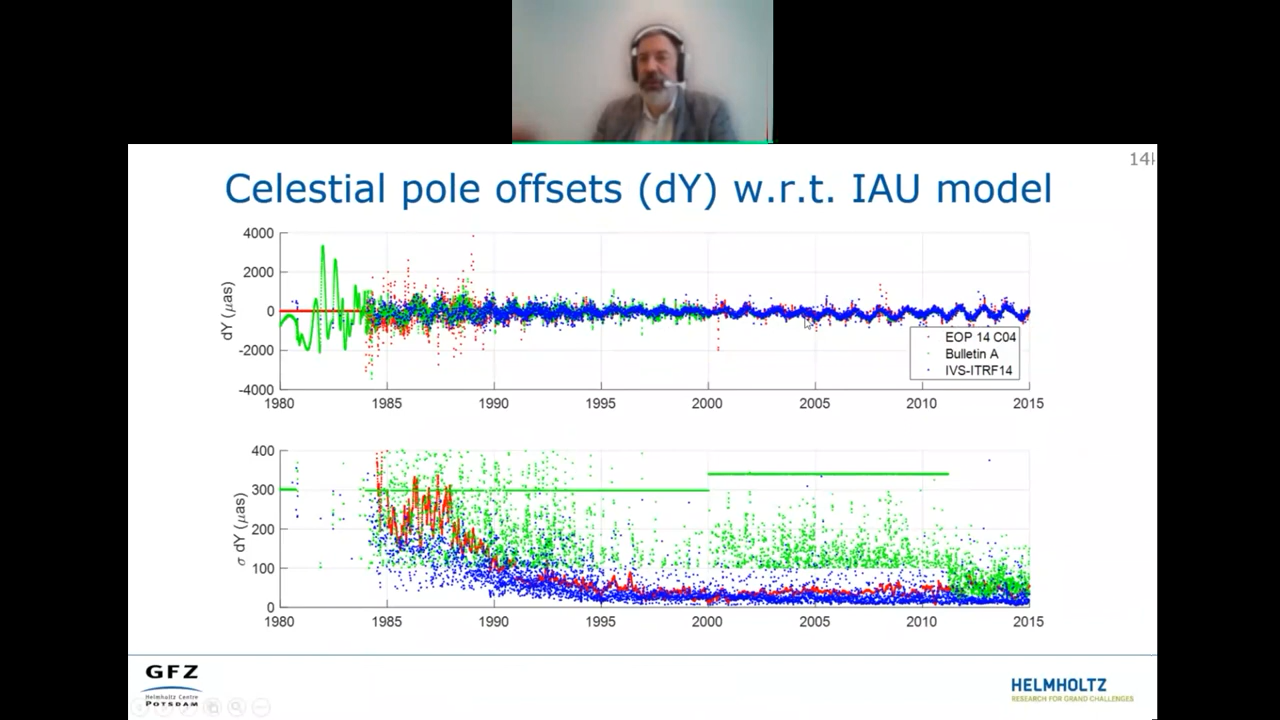 14
Celestial pole offsets (dY) w.r.t. IAU model
4000
2000
0
-2000
-4000
dY (μas)
1980 1985 1990 1995 2000 2005 2010 2015
EOP 14 C04
Bulletin A
IVS-ITRF14
400
300
200
100
0
σ dY (μas)
1980 1985 1990 1995 2000 2005 2010 2015
GFZ
Helmholtz Centre
POTSDAM
HELMHOLTZ
RESEARCH FOR GRAND CHALLENGES